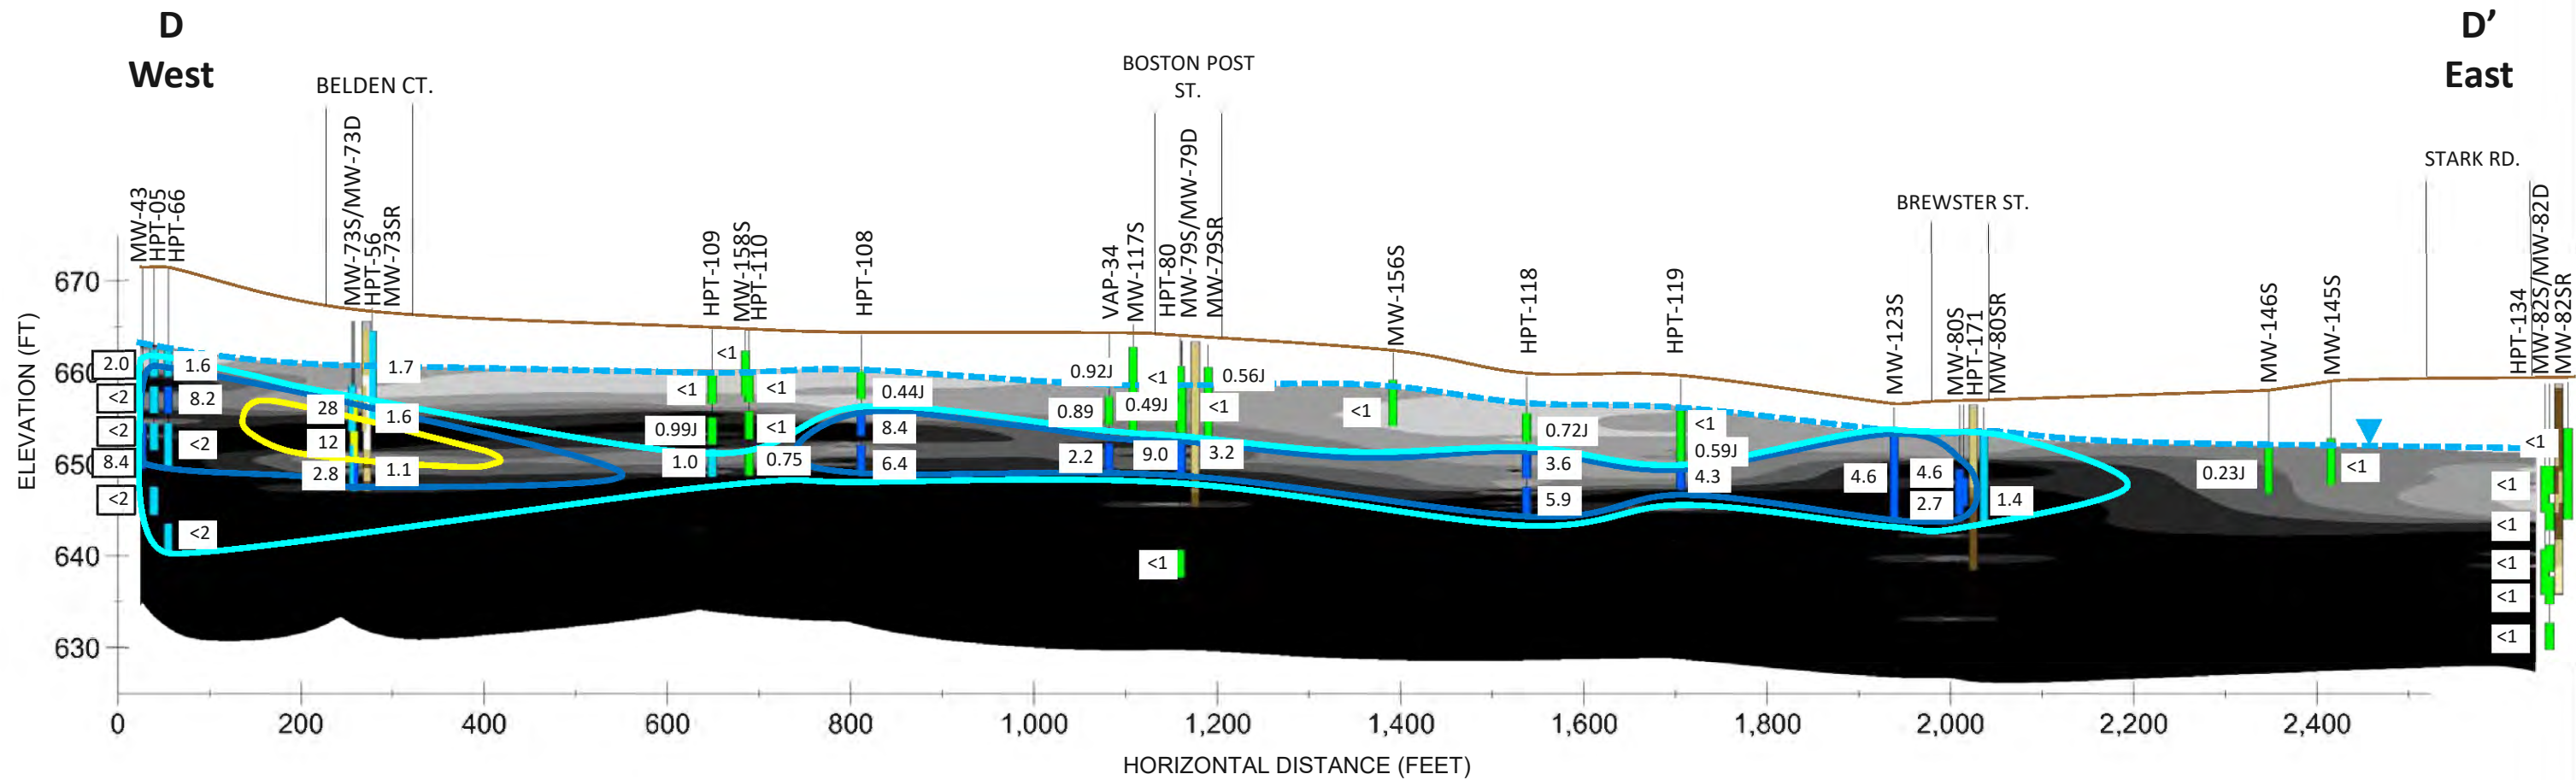 D
West
D’
East
BELDEN CT.
BOSTON POST
ST.
BREWSTER ST.
STARK RD.
MW-43
HPT-05
HPT-66
MW-73S/MW-73D
HPT-56
MW-73SR
HPT-109
MW-158S
HPT-110
HPT-108
VAP-34
MW-117S
HPT-80
MW-79S/MW-79D
MW-79SR
MW-156S
HPT-118
HPT-119
MW-123S
MW-80S
HPT-171
MW-80SR
MW-146S
MW-145S
HPT-134
MW-82S/MW-82D
MW-82SR
ELEVATION (FT)
670
660
650
640
630
2.0
<2
<2
8.4
<2
1.6
8.2
<2
<2
28
12
2.8
1.7
1.6
1.1
<1
0.99J
1.0
<1
<1
<1
0.75
0.44J
8.4
6.4
0.92J
0.89
2.2
<1
0.49J
9.0
<1
0.56J
<1
3.2
<1
0.72J
3.6
5.9
<1
0.59J
4.3
4.6
4.6
2.7
1.4
0.23J
<1
<1
<1
<1
<1
<1
<1
0
200
400
600
800
1,000
1,200
1,400
1,600
1,800
2,000
2,200
2,400
HORIZONTAL DISTANCE (FEET)